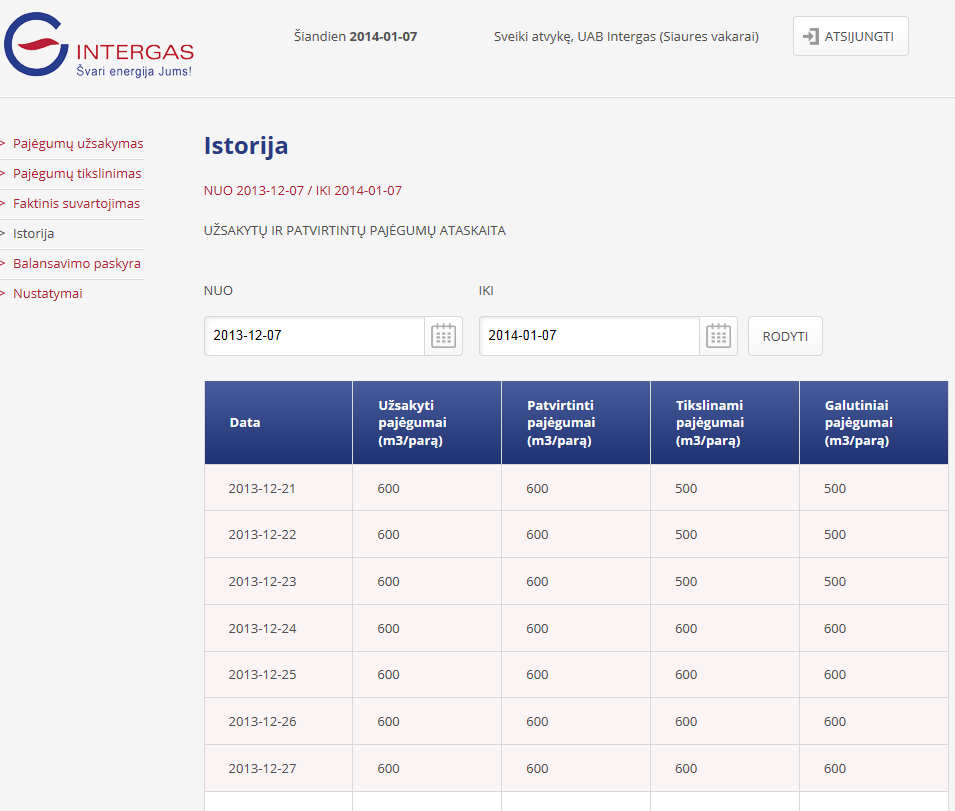 INTERGAS
Švari energija Jums!
Šiandien 2014-01-07
Sveiki atvykę, UAB Intergas (Siaures vakarai)
ATSIJUNGTI
> Pajėgumų užsakymas
> Pajėgumų tikslinimas
> Faktinis suvartojimas
> Istorija
> Balansavimo paskyra
> Nustatymai
Istorija
NUO 2013-12-07 / IKI 2014-01-07
UŽSAKYTŲ IR PATVIRTINTŲ PAJĖGUMŲ ATASKAITA
NUO
IKI
2013-12-07
2014-01-07
RODYTI
Data
Užsakyti
pajėgumai
(m3/parą)
Patvirtinti
pajėgumai
(m3/parą)
Tikslinami
pajėgumai
(m3/parą)
Galutiniai
pajėgumai
(m3/parą)
2013-12-21 600 600 500 500
2013-12-22 600 600 500 500
2013-12-23 600 600 500 500
2013-12-24 600 600 600 600
2013-12-25 600 600 600 600
2013-12-26 600 600 600 600
2013-12-27 600 600 600 600